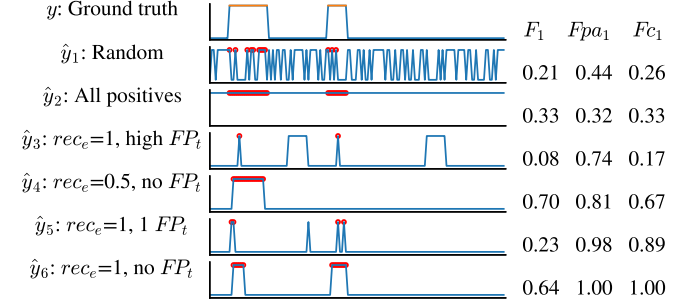 y: Ground truth
F₁ Fpa₁ Fc₁
ŷ₁: Random
0.21 0.44 0.26
ŷ₂: All positives
0.33 0.32 0.33
ŷ₃: recₑ=1, high FPₜ
0.08 0.74 0.17
ŷ₄: recₑ=0.5, no FPₜ
0.70 0.81 0.67
ŷ₅: recₑ=1, 1 FPₜ
0.23 0.98 0.89
ŷ₆: recₑ=1, no FPₜ
0.64 1.00 1.00